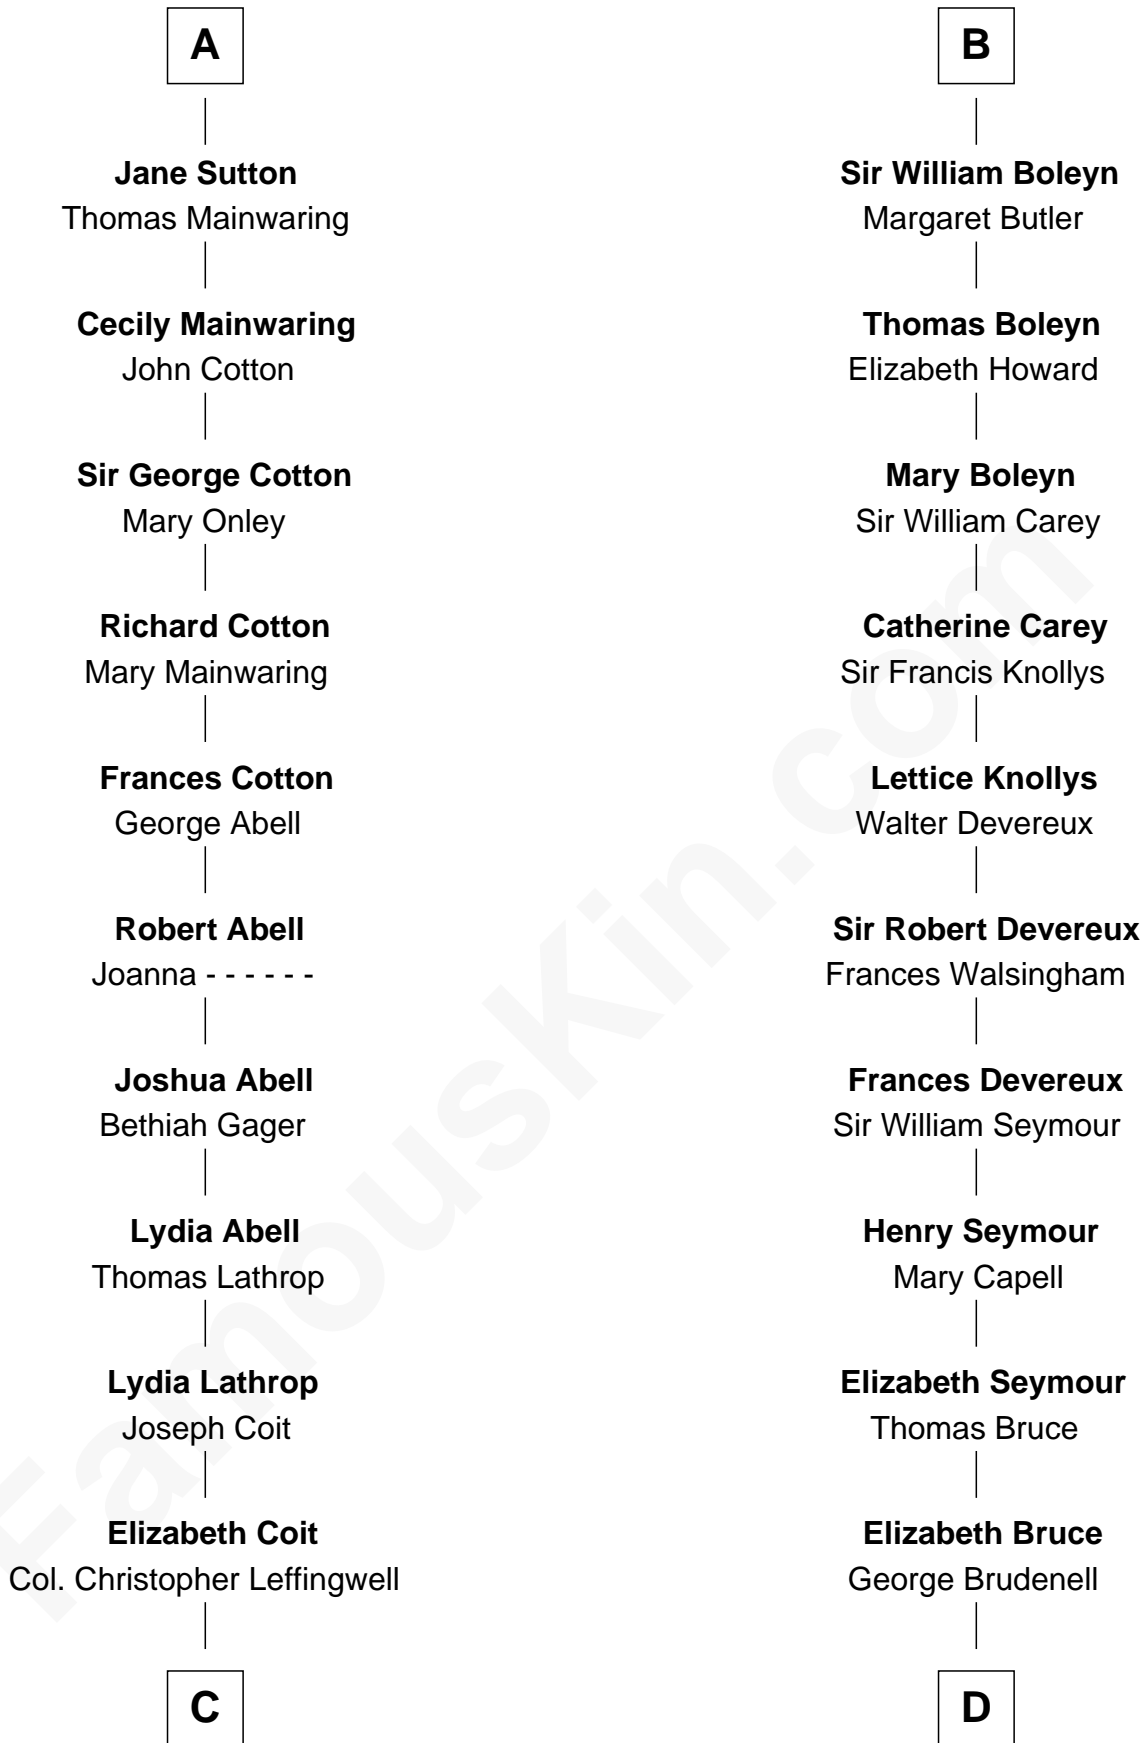 A
Jane Sutton
Thomas Mainwaring
Cecily Mainwaring
John Cotton
Sir George Cotton
Mary Onley
Richard Cotton
Mary Mainwaring
Frances Cotton
George Abell
Robert Abell
Joanna - - - - - -
Joshua Abell
Bethiah Gager
Lydia Abell
Thomas Lathrop
Lydia Lathrop
Joseph Coit
Elizabeth Coit
Col. Christopher Leffingwell
C
B
Sir William Boleyn
Margaret Butler
Thomas Boleyn
Elizabeth Howard
Mary Boleyn
Sir William Carey
Catherine Carey
Sir Francis Knollys
Lettice Knollys
Walter Devereux
Sir Robert Devereux
Frances Walsingham
Frances Devereux
Sir William Seymour
Henry Seymour
Mary Capell
Elizabeth Seymour
Thomas Bruce
Elizabeth Bruce
George Brudenell
D
FamousKin.com